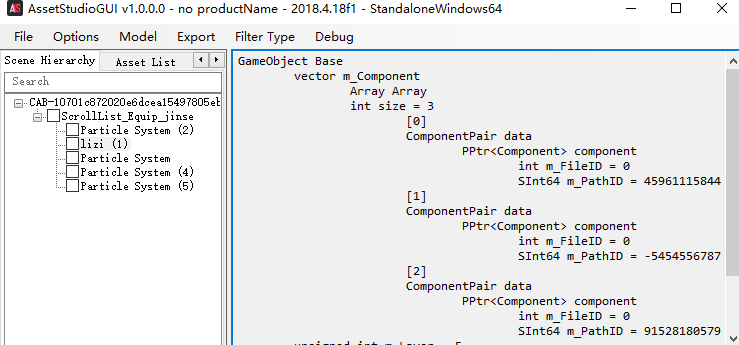 AssetStudioGUI v1.0.0.0 - no productName - 2018.4.18f1 - StandaloneWindows64
File Options Model Export Filter Type Debug
Scene Hierarchy Asset List
Search
CAB-10701c872020e6dcea15497805eb
ScrollList_Equip_jinse
Particle System (2)
lizi (1)
Particle System
Particle System (4)
Particle System (5)
GameObject Base
vector m_Component
Array Array
int size = 3
[0]
ComponentPair data
PPtr<Component> component
int m_FileID = 0
SInt64 m_PathID = 45961115844
[1]
ComponentPair data
PPtr<Component> component
int m_FileID = 0
SInt64 m_PathID = -5454556787
[2]
ComponentPair data
PPtr<Component> component
int m_FileID = 0
SInt64 m_PathID = 91528180579
unsigned int m_Layer = 5